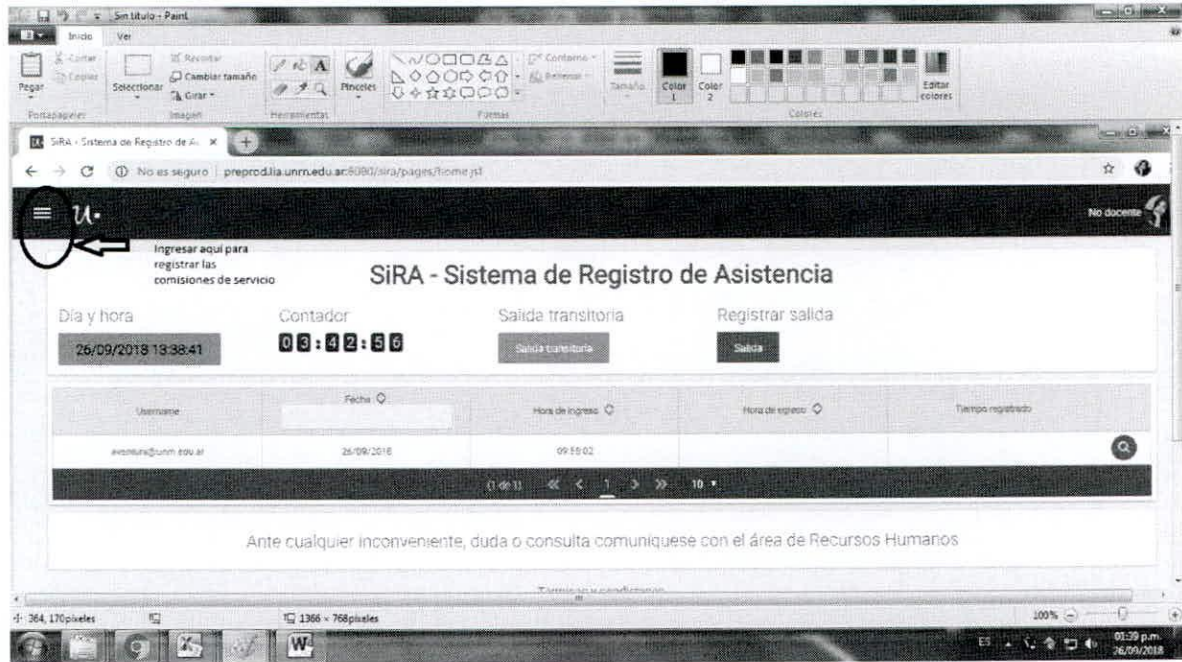 Sin título - Paint
Inicio Ver
Pegar
Cortar
Copiar
Seleccionar
Recortar
Cambiar tamaño
Girar
A
Pinceles
Contorno
Rellenar
Tamaño
Color 1
Color 2
Editar colores
Portapapeles Imagen Herramientas Formas Colores
SiRA - Sistema de Registro de A
No es seguro preprod.lia.unrn.edu.ar:8080/sira/pages/home.jsf
u.
No docente
Ingresar aquí para
registrar las
comisiones de servicio
SiRA - Sistema de Registro de Asistencia
Día y hora Contador Salida transitoria Registrar salida
26/09/2018 13:38:41 03:42:56 Salida transitoria Salida
Username Fecha Hora de ingreso Hora de egreso Tiempo registrado
26/09/2018 09:56:02
(1 de 1) 1 10
Ante cualquier inconveniente, duda o consulta comuníquese con el área de Recursos Humanos
Términos y condiciones
364, 170píxeles 1366 × 768píxeles 100%
W
ES 01:39 p.m.
26/09/2018